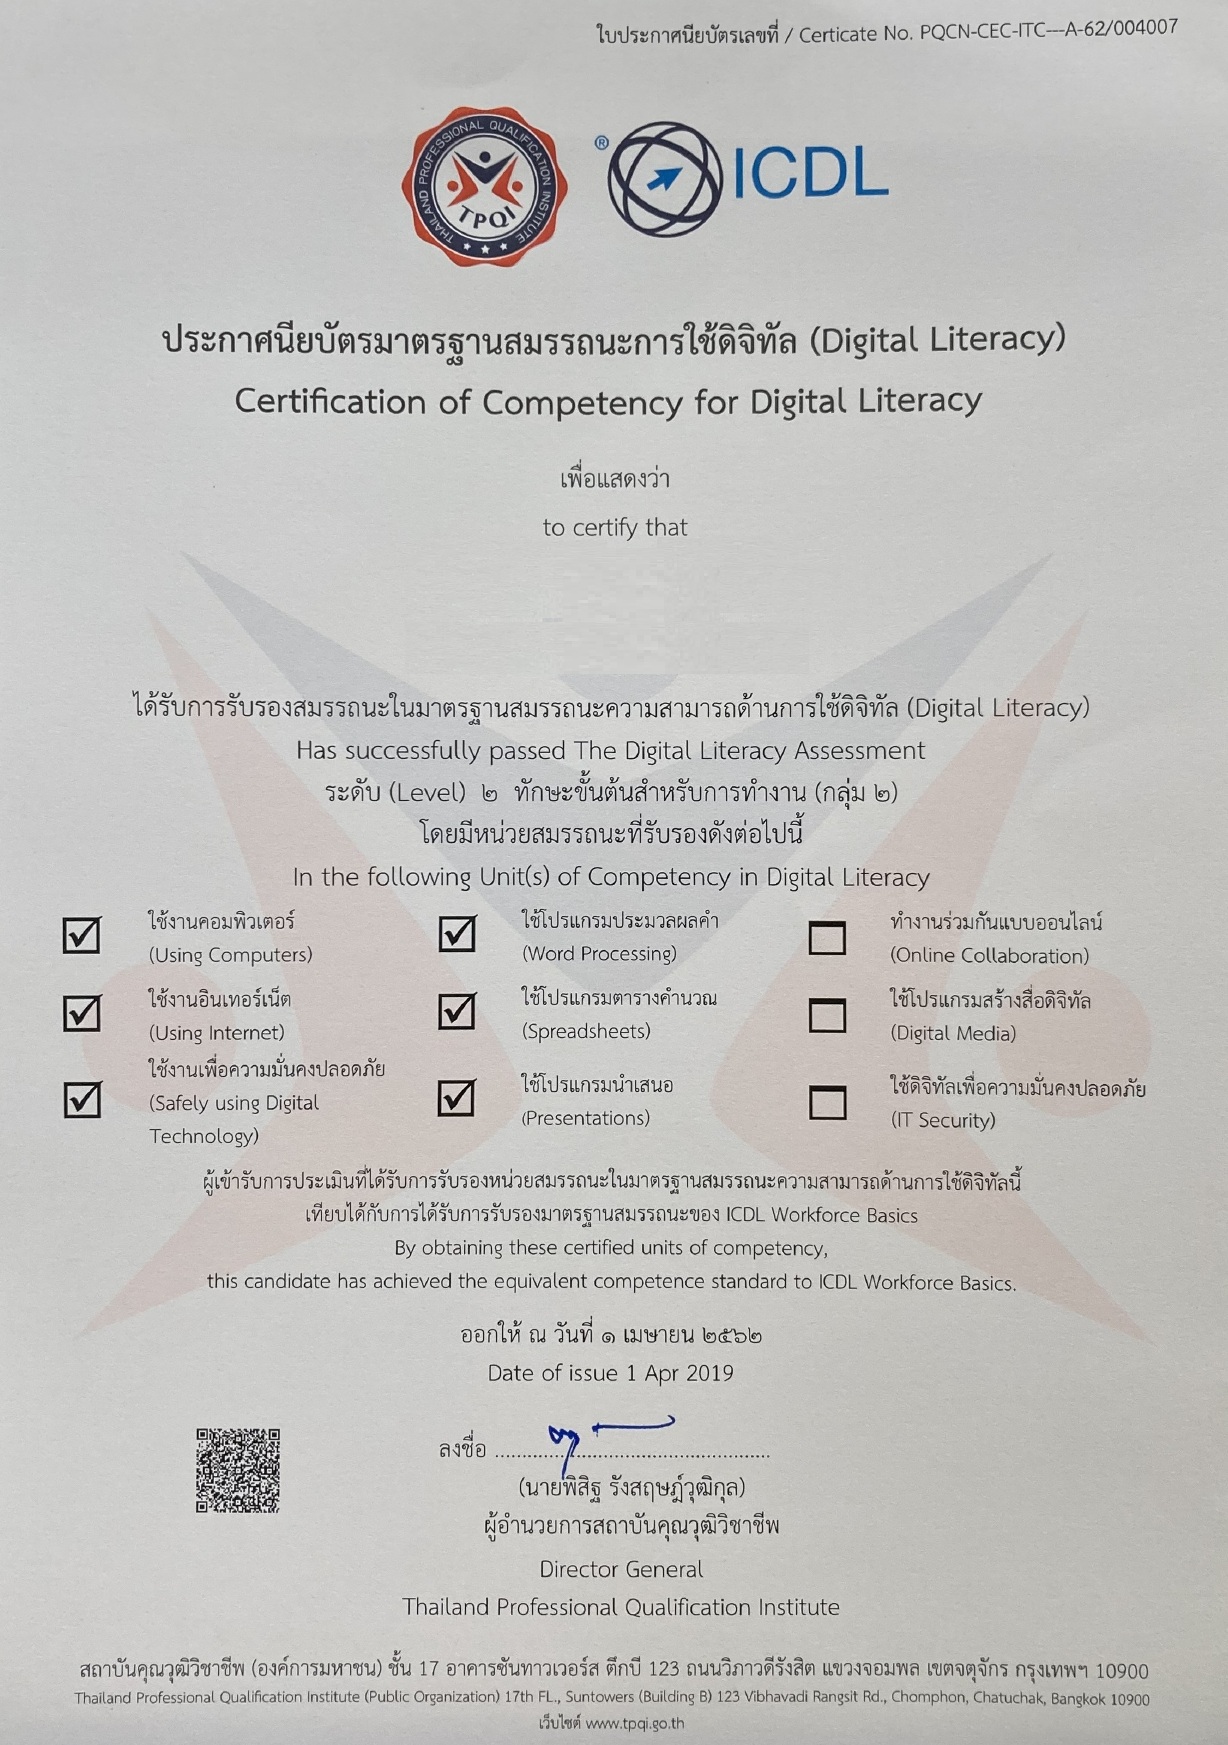 ใบประกาศนียบัตรเลขที่ / Certicate No. PQCN-CEC-ITC---A-62/004007
THAILAND PROFESSIONAL QUALIFICATION INSTITUTE
TPQI
® ICDL
ประกาศนียบัตรมาตรฐานสมรรถนะการใช้ดิจิทัล (Digital Literacy)
Certification of Competency for Digital Literacy
เพื่อแสดงว่า
to certify that
ได้รับการรับรองสมรรถนะในมาตรฐานสมรรถนะความสามารถด้านการใช้ดิจิทัล (Digital Literacy)
Has successfully passed The Digital Literacy Assessment
ระดับ (Level) ๒ ทักษะขั้นต้นสำหรับการทำงาน (กลุ่ม ๒)
โดยมีหน่วยสมรรถนะที่รับรองดังต่อไปนี้
In the following Unit(s) of Competency in Digital Literacy
ใช้งานคอมพิวเตอร์
(Using Computers)
ใช้โปรแกรมประมวลผลคำ
(Word Processing)
ทำงานร่วมกันแบบออนไลน์
(Online Collaboration)
ใช้งานอินเทอร์เน็ต
(Using Internet)
ใช้โปรแกรมตารางคำนวณ
(Spreadsheets)
ใช้โปรแกรมสร้างสื่อดิจิทัล
(Digital Media)
ใช้งานเพื่อความมั่นคงปลอดภัย
(Safely using Digital
Technology)
ใช้โปรแกรมนำเสนอ
(Presentations)
ใช้ดิจิทัลเพื่อความมั่นคงปลอดภัย
(IT Security)
ผู้เข้ารับการประเมินที่ได้รับการรับรองหน่วยสมรรถนะในมาตรฐานสมรรถนะความสามารถด้านการใช้ดิจิทัลนี้
เทียบได้กับการได้รับการรับรองมาตรฐานสมรรถนะของ ICDL Workforce Basics
By obtaining these certified units of competency,
this candidate has achieved the equivalent competence standard to ICDL Workforce Basics.
ออกให้ ณ วันที่ ๑ เมษายน ๒๕๖๒
Date of issue 1 Apr 2019
ลงชื่อ
(นายพิสิฐ รังสฤษฎ์วุฒิกุล)
ผู้อำนวยการสถาบันคุณวุฒิวิชาชีพ
Director General
Thailand Professional Qualification Institute
สถาบันคุณวุฒิวิชาชีพ (องค์การมหาชน) ชั้น 17 อาคารซันทาวเวอร์ส ตึกบี 123 ถนนวิภาวดีรังสิต แขวงจอมพล เขตจตุจักร กรุงเทพฯ 10900
Thailand Professional Qualification Institute (Public Organization) 17th FL., Suntowers (Building B) 123 Vibhavadi Rangsit Rd., Chomphon, Chatuchak, Bangkok 10900
เว็บไซต์ www.tpqi.go.th